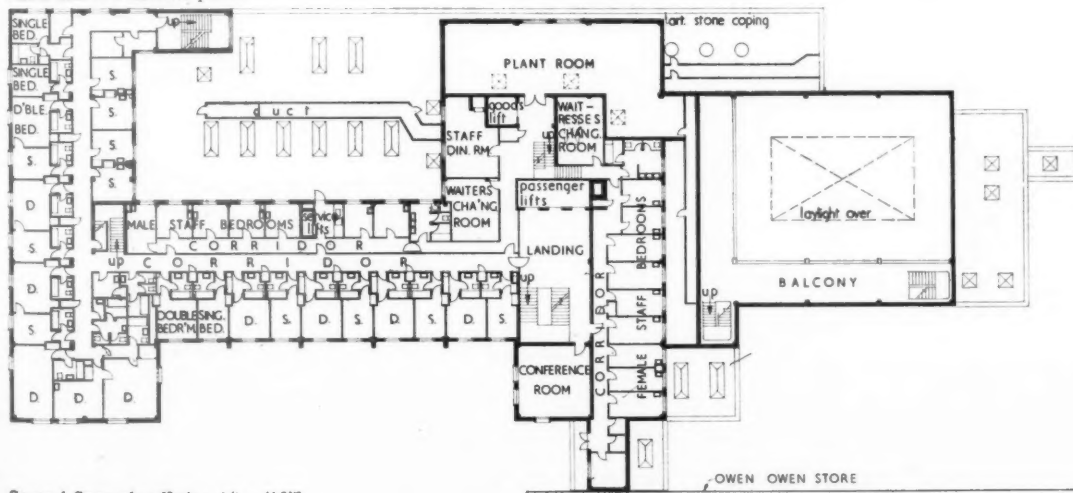 SINGLE
BED.
up
art. stone coping
PLANT ROOM
SINGLE
BED.
S.
D'BLE
BED.
S.
duct
goods
lift
WAIT-
RESSES
CHANG.
ROOM
STAFF
DIN. RM
up
S.
S.
S.
D.
WAITERS
CHA'NG
ROOM
passenger
lifts
MALE STAFF BEDROOMS
service
lifts
S.
CORRIDOR
up
CORRIDOR
LANDING
up
D.
S.
DOUBLE
BEDR'M
SING.
BED.
D.
S.
D.
S.
D.
S.
D.
S.
CONFERENCE
ROOM
D.
D.
D.
CORRIDOR
FEMALE STAFF BEDROOMS
laylight over
BALCONY
up
OWEN OWEN STORE